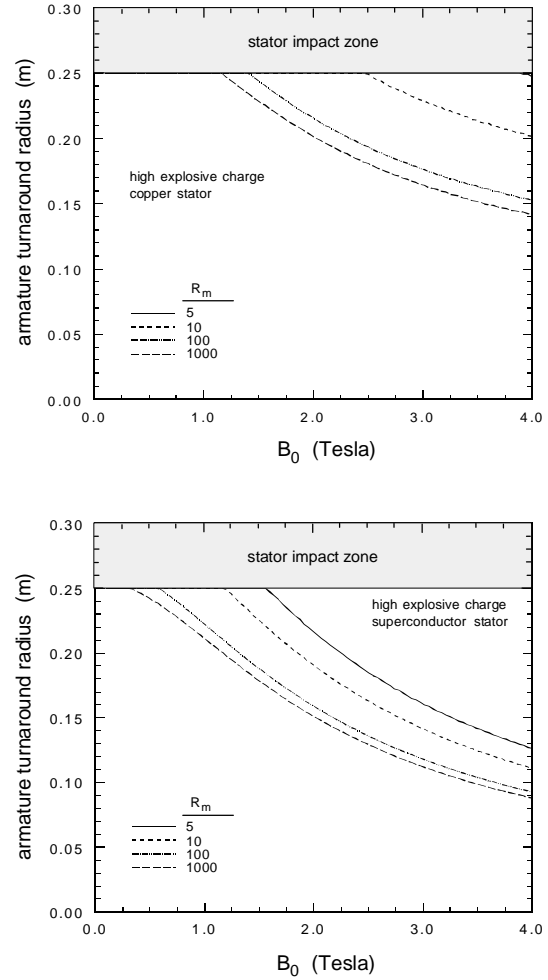 0.30
stator impact zone
0.25
0.20
high explosive charge
copper stator
0.15
armature turnaround radius (m)
0.10
R_m
5
10
100
1000
0.05
0.00
0.0 1.0 2.0 3.0 4.0
B_0 (Tesla)
0.30
stator impact zone
0.25
high explosive charge
superconductor stator
0.20
0.15
armature turnaround radius (m)
0.10
R_m
5
10
100
1000
0.05
0.00
0.0 1.0 2.0 3.0 4.0
B_0 (Tesla)